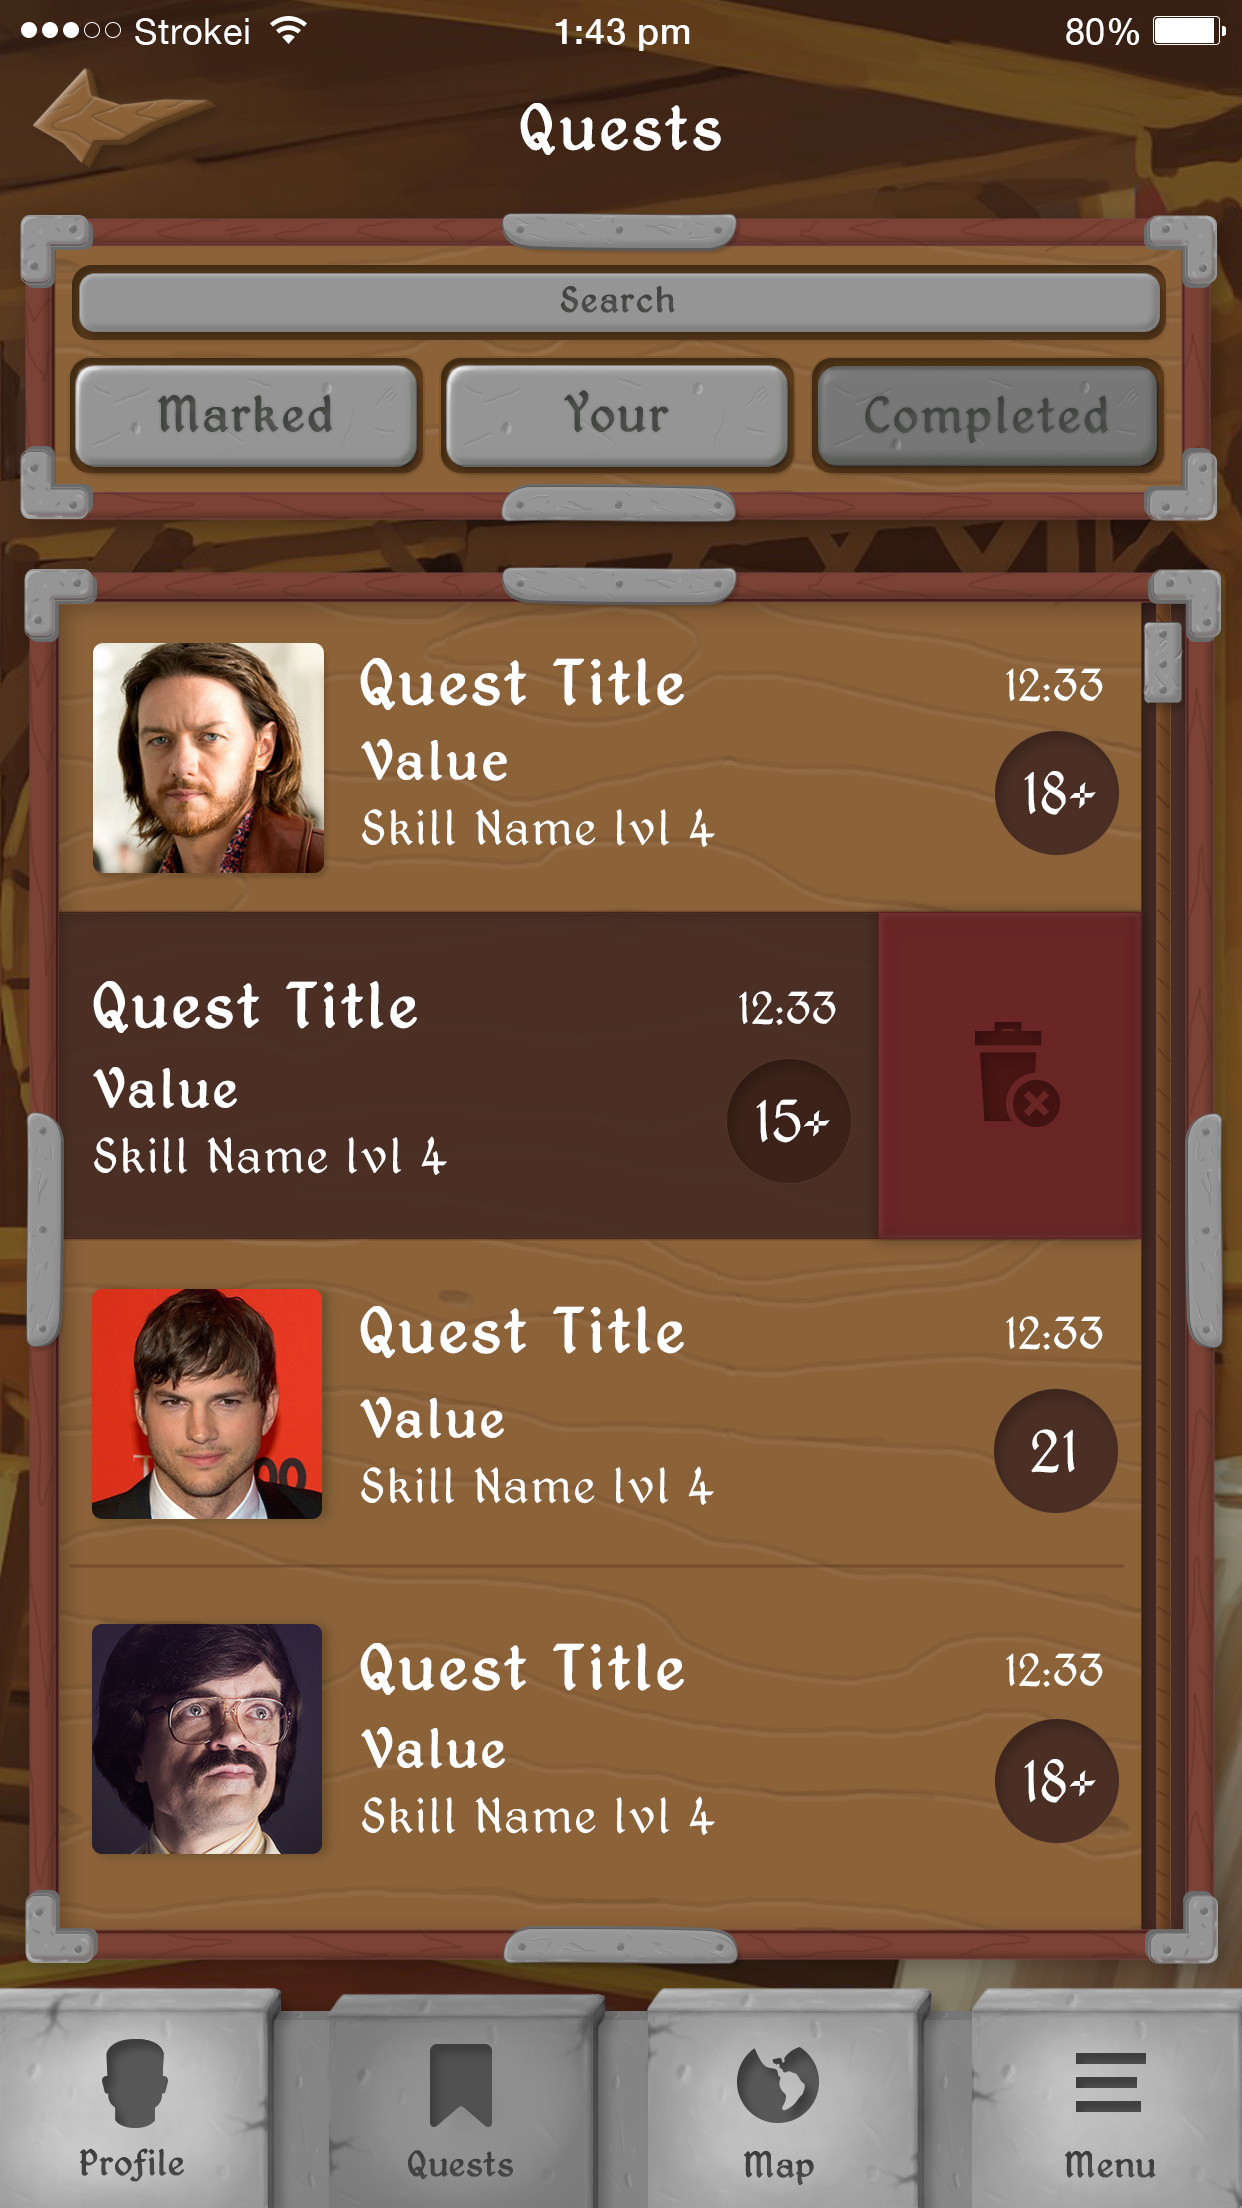 Strokei
1:43 pm
80%
Quests
Search
Marked
Your
Completed
Quest Title
12:33
Value
18+
Skill Name lvl 4
Quest Title
12:33
Value
15+
Skill Name lvl 4
Quest Title
12:33
Value
21
Skill Name lvl 4
Quest Title
12:33
Value
18+
Skill Name lvl 4
Profile
Quests
Map
Menu